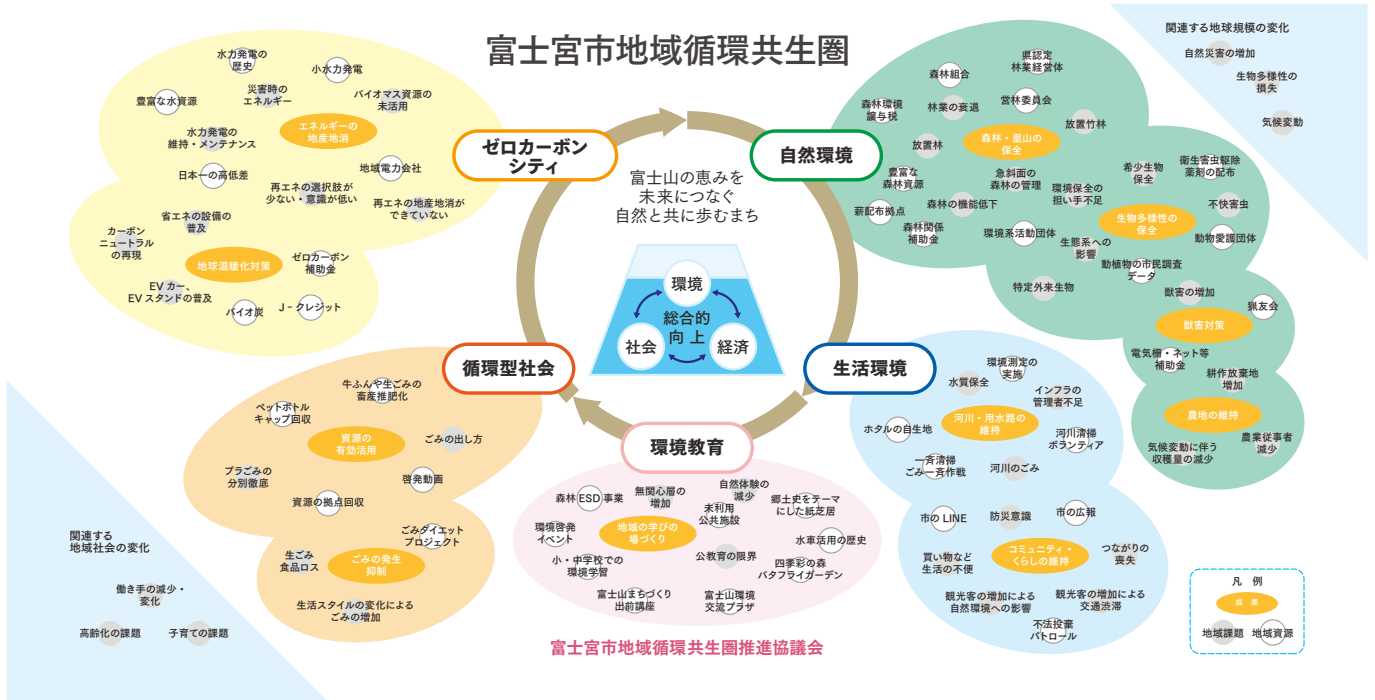 富士宮市地域循環共生圏
ゼロカーボン
シティ
水力発電の
歴史
小水力発電
豊富な水資源
災害時の
エネルギー
バイオマス資源の
未活用
エネルギーの
地産地消
水力発電の
維持・メンテナンス
日本一の高低差
地域電力会社
再エネの選択肢が
少ない・意識が低い
再エネの地産地消が
できていない
省エネの設備の
普及
カーボン
ニュートラル
の再現
地球温暖化対策
ゼロカーボン
補助金
EV カー、
EV スタンドの普及
バイオ炭
J - クレジット
自然環境
森林組合
県認定
林業経営体
森林環境
譲与税
林業の衰退
営林委員会
放置竹林
放置林
森林・里山の
保全
豊富な
森林資源
急斜面の
森林の管理
環境保全の
担い手不足
希少生物
保全
衛生害虫駆除
薬剤の配布
薪配布拠点
森林の機能低下
不快害虫
生物多様性の
保全
森林関係
補助金
環境系活動団体
生態系への
影響
動物愛護団体
動植物の市民調査
データ
特定外来生物
獣害の増加
猟友会
獣害対策
電気柵・ネット等
補助金
耕作放棄地
増加
農地の維持
気候変動に伴う
収穫量の減少
農業従事者
減少
関連する地球規模の変化
自然災害の増加
生物多様性の
損失
気候変動
富士山の恵みを
未来につなぐ
自然と共に歩むまち
環境
総合的
向 上
社会
経済
生活環境
環境測定の
実施
水質保全
インフラの
管理者不足
ホタルの自生地
河川・用水路の
維持
河川清掃
ボランティア
一斉清掃
ごみ一斉作戦
河川のごみ
市の LINE
防災意識
市の広報
買い物など
生活の不便
コミュニティ・
くらしの維持
つながりの
喪失
観光客の増加による
自然環境への影響
観光客の増加による
交通渋滞
不法投棄
パトロール
循環型社会
牛ふんや生ごみの
畜産推肥化
ペットボトル
キャップ回収
資源の
有効活用
ごみの出し方
プラごみの
分別徹底
啓発動画
資源の拠点回収
ごみダイエット
プロジェクト
生ごみ
食品ロス
ごみの発生
抑制
生活スタイルの変化による
ごみの増加
環境教育
森林 ESD 事業
無関心層の
増加
自然体験の
減少
郷土史をテーマ
にした紙芝居
環境啓発
イベント
地域の学びの
場づくり
未利用
公共施設
水車活用の歴史
小・中学校での
環境学習
公教育の限界
四季彩の森
バタフライガーデン
富士山まちづくり
出前講座
富士山環境
交流プラザ
富士宮市地域循環共生圏推進協議会
関連する
地域社会の変化
働き手の減少・
変化
高齢化の課題
子育ての課題
凡 例
成 果
地域課題
地域資源